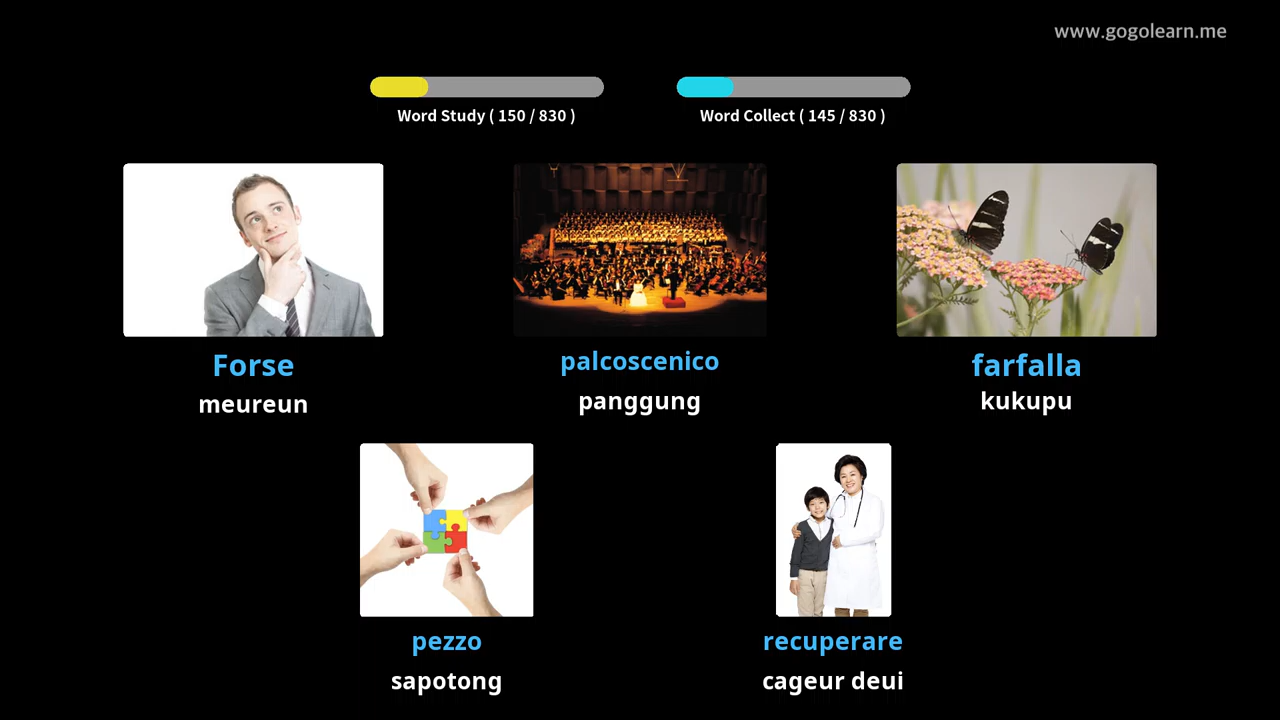 www.gogolearn.me
Word Study ( 150 / 830 )
Word Collect ( 145 / 830 )
Forse
meureun
palcoscenico
panggung
farfalla
kukupu
pezzo
sapotong
recuperare
cageur deui